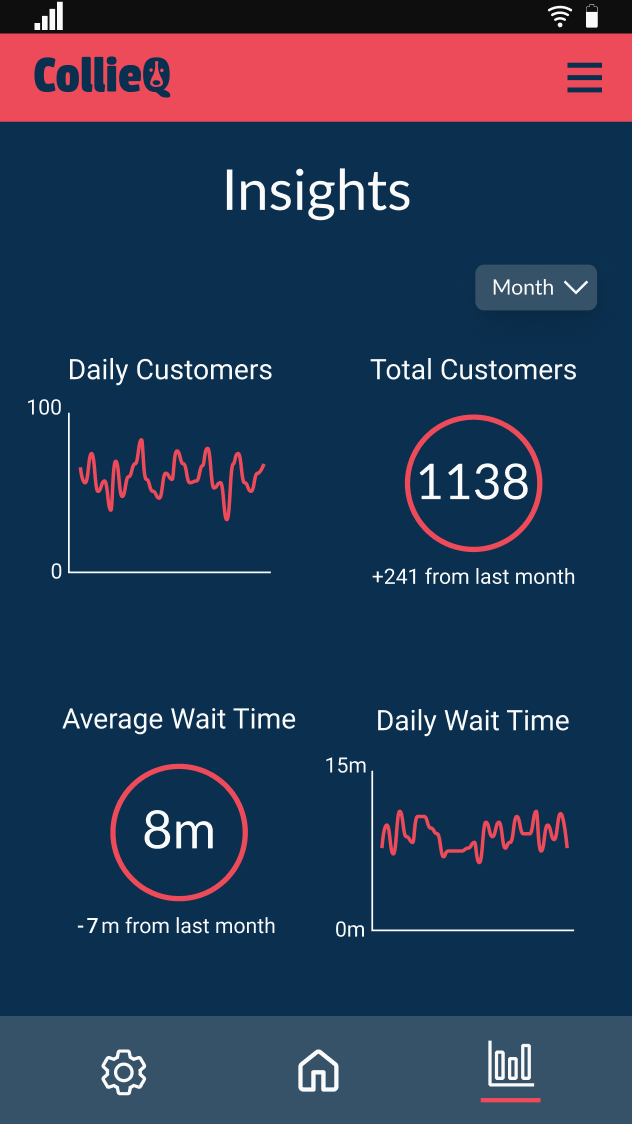 CollieQ
Insights
Month
Daily Customers
100
0
Total Customers
1138
+241 from last month
Average Wait Time
8m
-7m from last month
Daily Wait Time
15m
0m